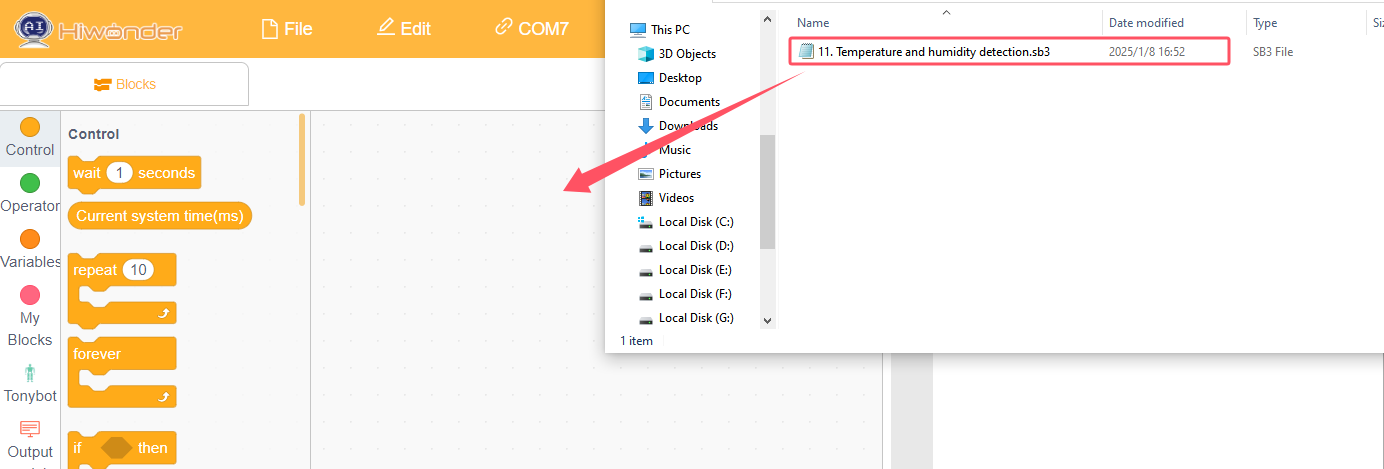 AI Hiwonder
File
Edit
COM7
Blocks
Control
Operator
Variables
My
Blocks
Tonybot
Output
Control
wait 1 seconds
Current system time(ms)
repeat 10
forever
if then
This PC
3D Objects
Desktop
Documents
Downloads
Music
Pictures
Videos
Local Disk (C:)
Local Disk (D:)
Local Disk (E:)
Local Disk (F:)
Local Disk (G:)
1 item
Name Date modified Type Siz
11. Temperature and humidity detection.sb3 2025/1/8 16:52 SB3 File